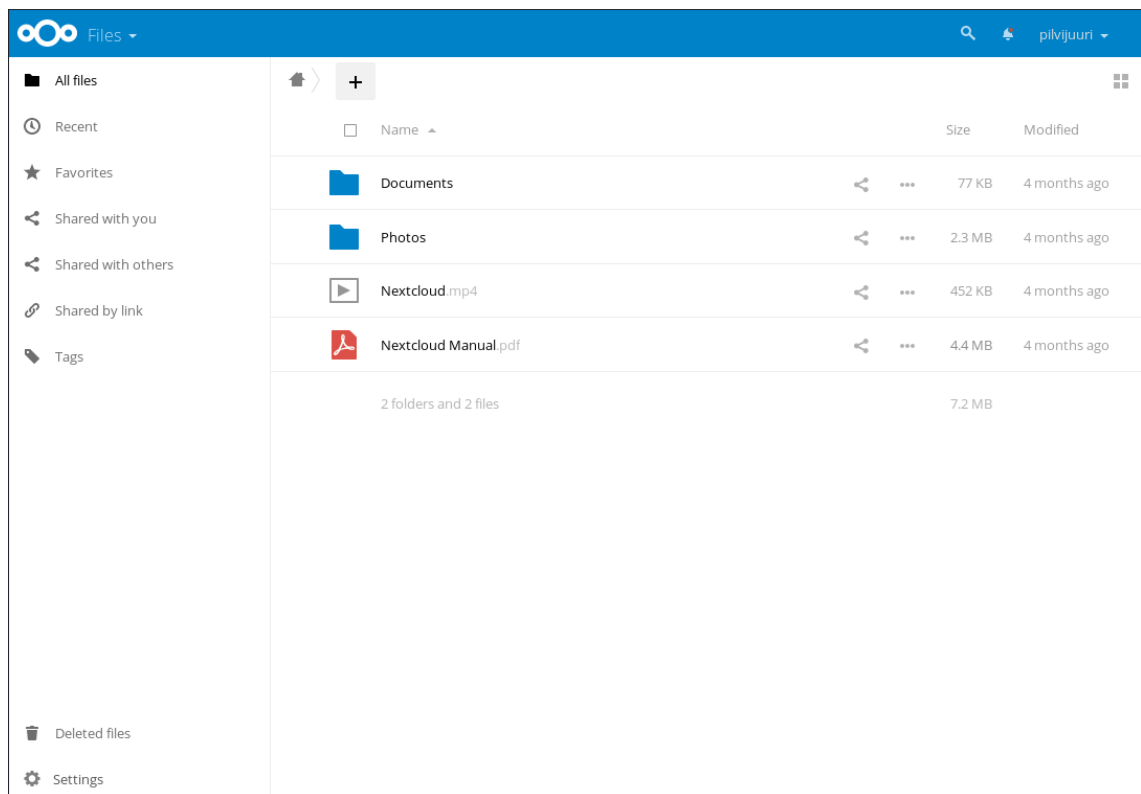 Files
pilvijuuri
All files
Recent
Favorites
Shared with you
Shared with others
Shared by link
Tags
Deleted files
Settings
Name Size Modified
Documents 77 KB 4 months ago
Photos 2.3 MB 4 months ago
Nextcloud.mp4 452 KB 4 months ago
Nextcloud Manual.pdf 4.4 MB 4 months ago
2 folders and 2 files 7.2 MB